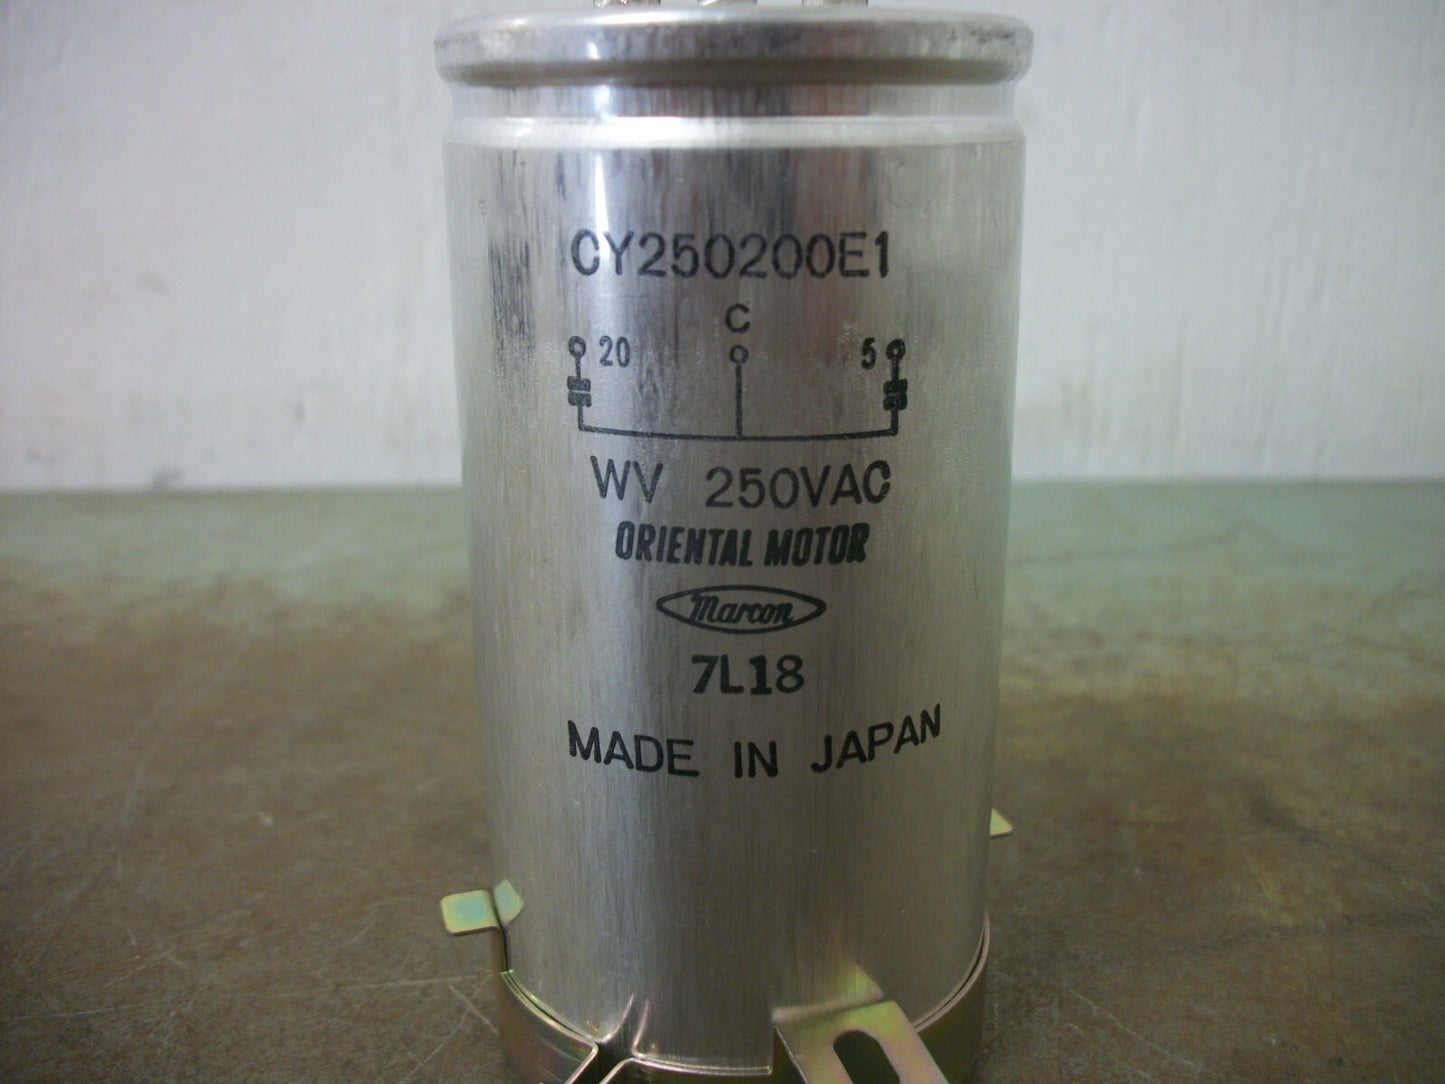 CY250200E1
C
20 5
WV 250VAC
ORIENTAL MOTOR
Marcon
7L18
MADE IN JAPAN